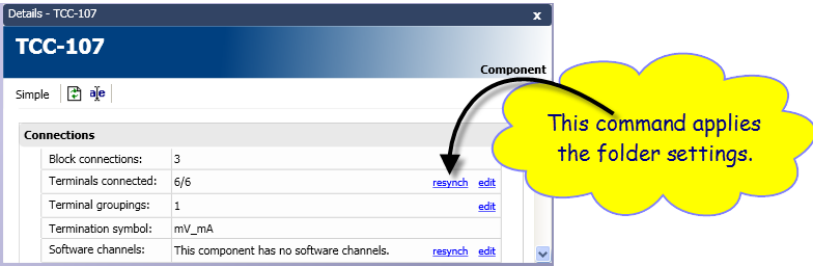 Details - TCC-107 x
TCC-107
Component
Simple aje
Connections
Block connections: 3
Terminals connected: 6/6 resynch edit
Terminal groupings: 1 edit
Termination symbol: mV_mA
Software channels: This component has no software channels. resynch edit
This command applies
the folder settings.